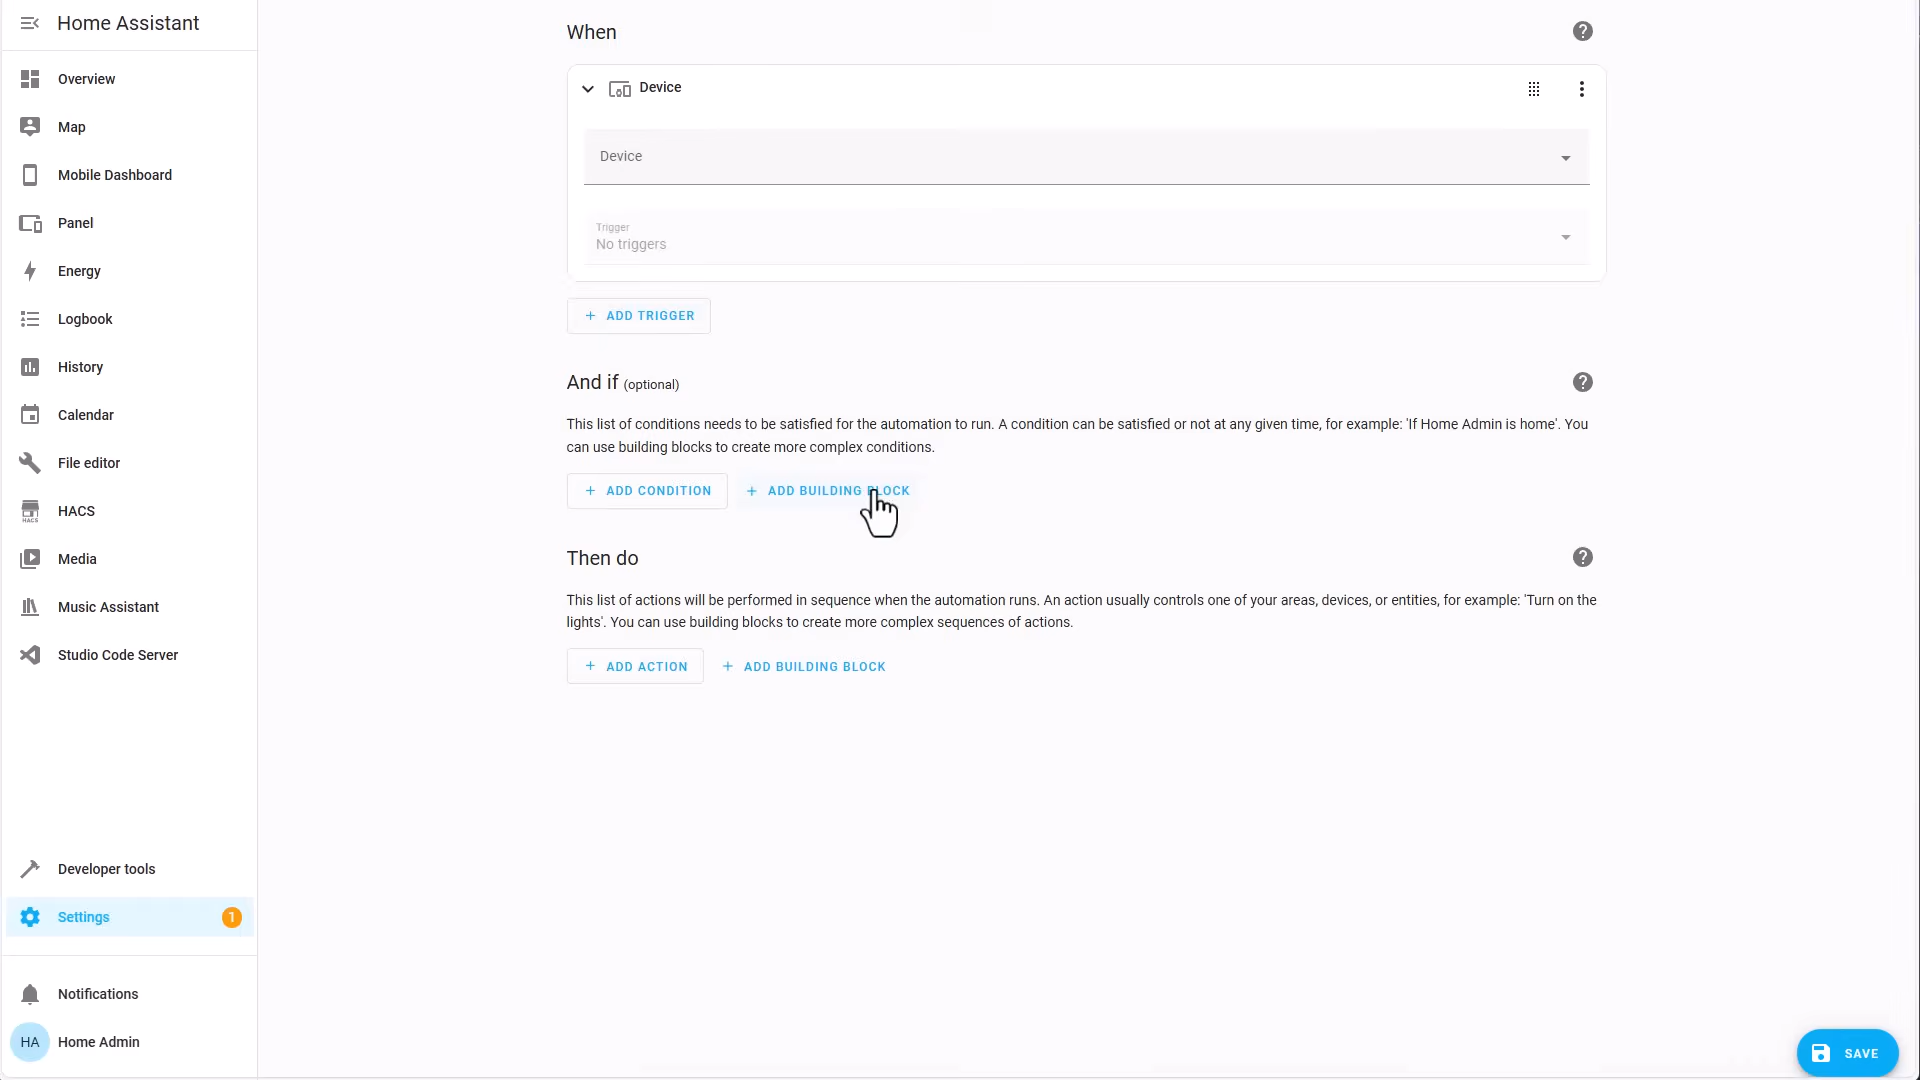 Home Assistant
Overview
Map
Mobile Dashboard
Panel
Energy
Logbook
History
Calendar
File editor
HACS
HACS
Media
Music Assistant
Studio Code Server
Developer tools
Settings
1
Notifications
HA
Home Admin
When
?
Device
Device
Trigger
No triggers
+ ADD TRIGGER
And if (optional)
?
This list of conditions needs to be satisfied for the automation to run. A condition can be satisfied or not at any given time, for example: 'If Home Admin is home'. You
can use building blocks to create more complex conditions.
+ ADD CONDITION
+ ADD BUILDING BLOCK
Then do
?
This list of actions will be performed in sequence when the automation runs. An action usually controls one of your areas, devices, or entities, for example: 'Turn on the
lights'. You can use building blocks to create more complex sequences of actions.
+ ADD ACTION
+ ADD BUILDING BLOCK
SAVE